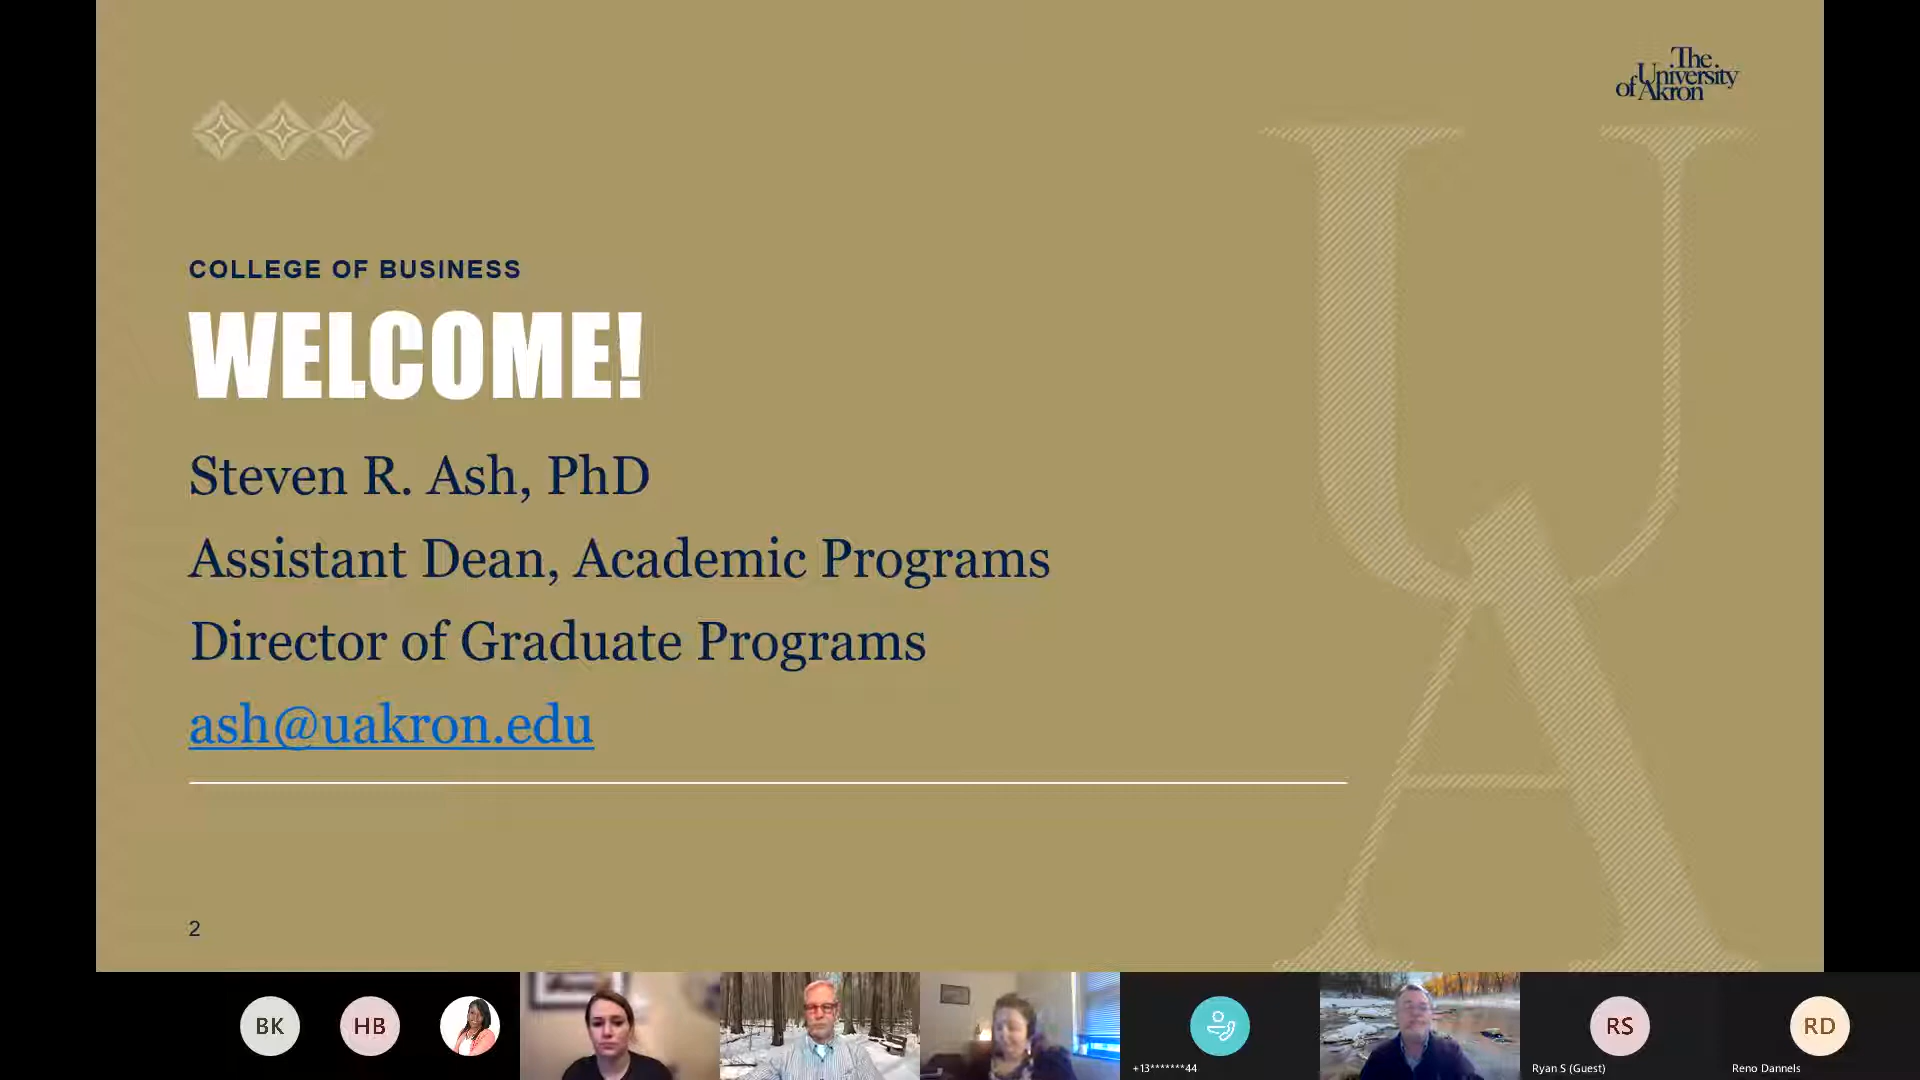 The
University
of Akron
COLLEGE OF BUSINESS
WELCOME!
Steven R. Ash, PhD
Assistant Dean, Academic Programs
Director of Graduate Programs
ash@uakron.edu
UA
2
BK
HB
+13*******44
RS
Ryan S (Guest)
RD
Reno Dannels